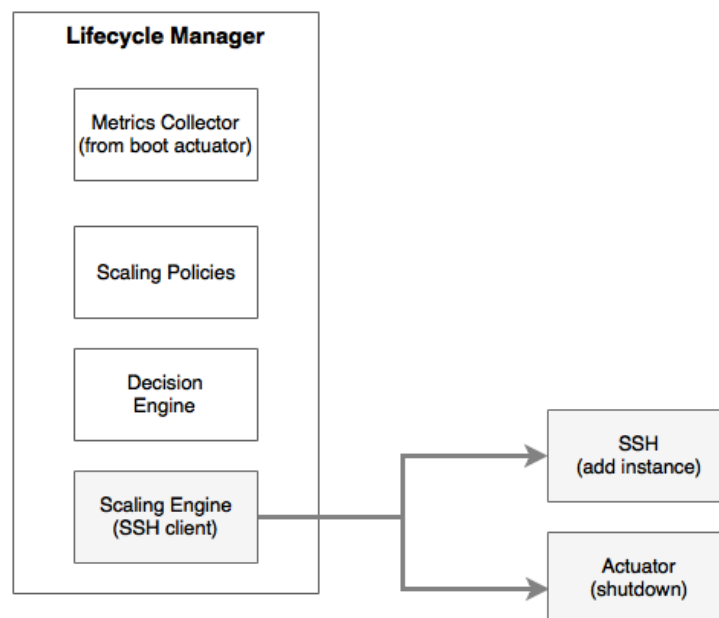 Lifecycle Manager
Metrics Collector
(from boot actuator)
Scaling Policies
Decision
Engine
Scaling Engine
(SSH client)
SSH
(add instance)
Actuator
(shutdown)